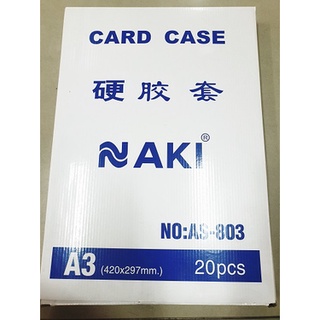 CARD CASE
硬胶套
NAKI®
NO:AS-803
A3 (420x297mm.) 20pcs